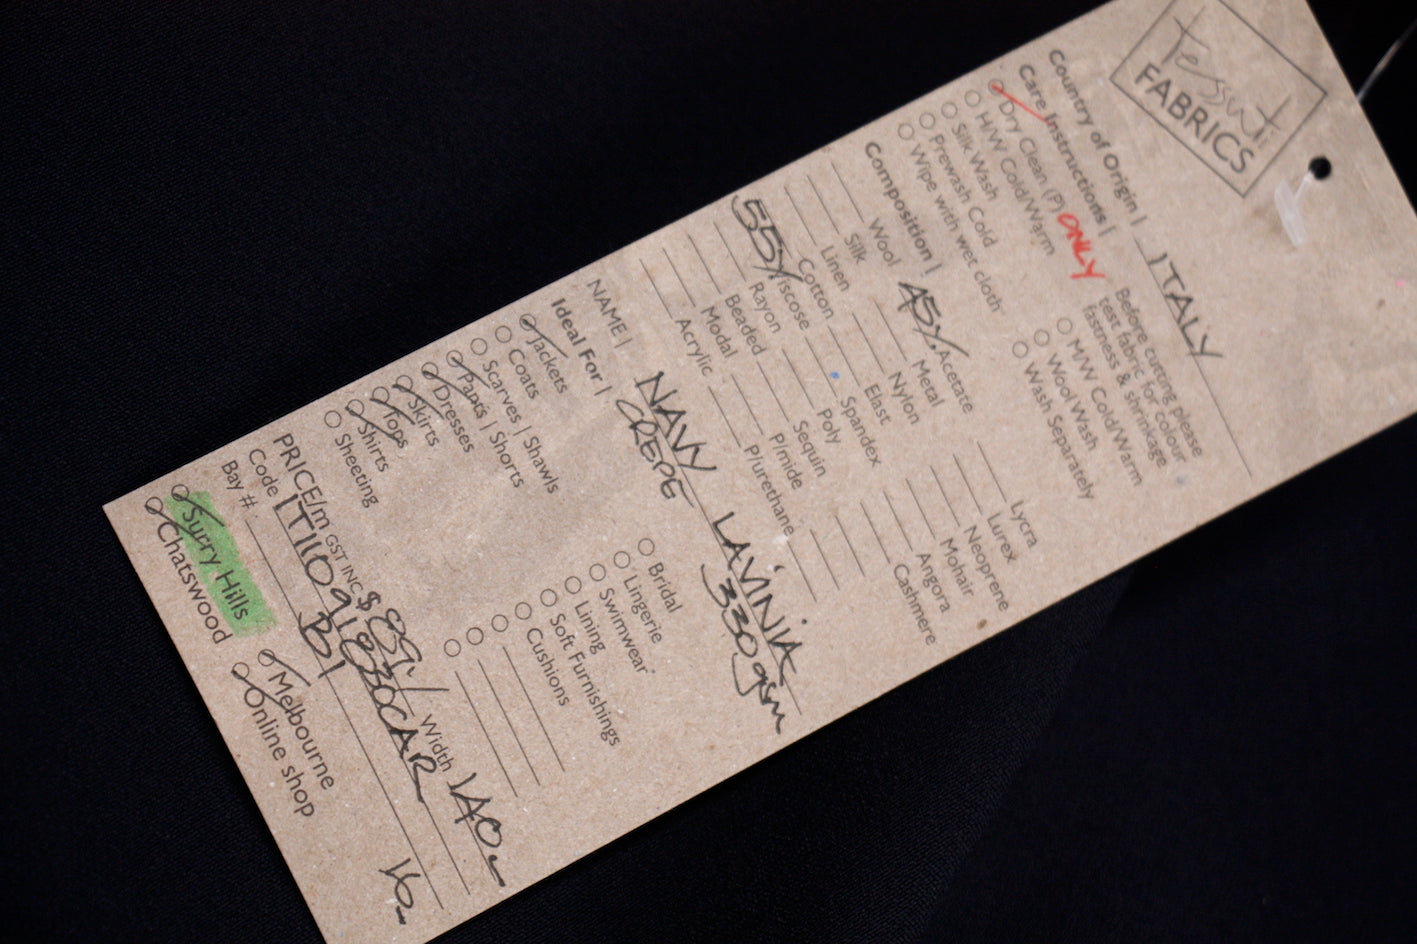 tessuti
FABRICS
Country of Origin | ITALY
Care Instructions |
Dry Clean (P) ONLY
H/W Cold/Warm
Silk Wash
Prewash Cold
Wipe with wet cloth
Before cutting please
test fabric for colour
fastness & shrinkage
M/W Cold/Warm
Wool Wash
Wash Separately
Composition |
Wool
Silk
Linen
Cotton
55% Viscose
Rayon
Beaded
Modal
Acrylic
45% Acetate
Metal
Nylon
Elast
Spandex
Poly
Sequin
P/mide
P/urethane
Lycra
Lurex
Neoprene
Mohair
Angora
Cashmere
NAME | NAVY LAVINIA
CREPE 330gsm
Ideal For |
Jackets
Coats
Scarves | Shawls
Pants | Shorts
Dresses
Skirts
Tops
Shirts
Sheeting
Bridal
Lingerie
Swimwear
Lining
Soft Furnishings
Cushions
PRICE/m GST INC $89/ Width 140
Code
Bay #. B1 16
Surry Hills
Chatswood
Melbourne
Online shop